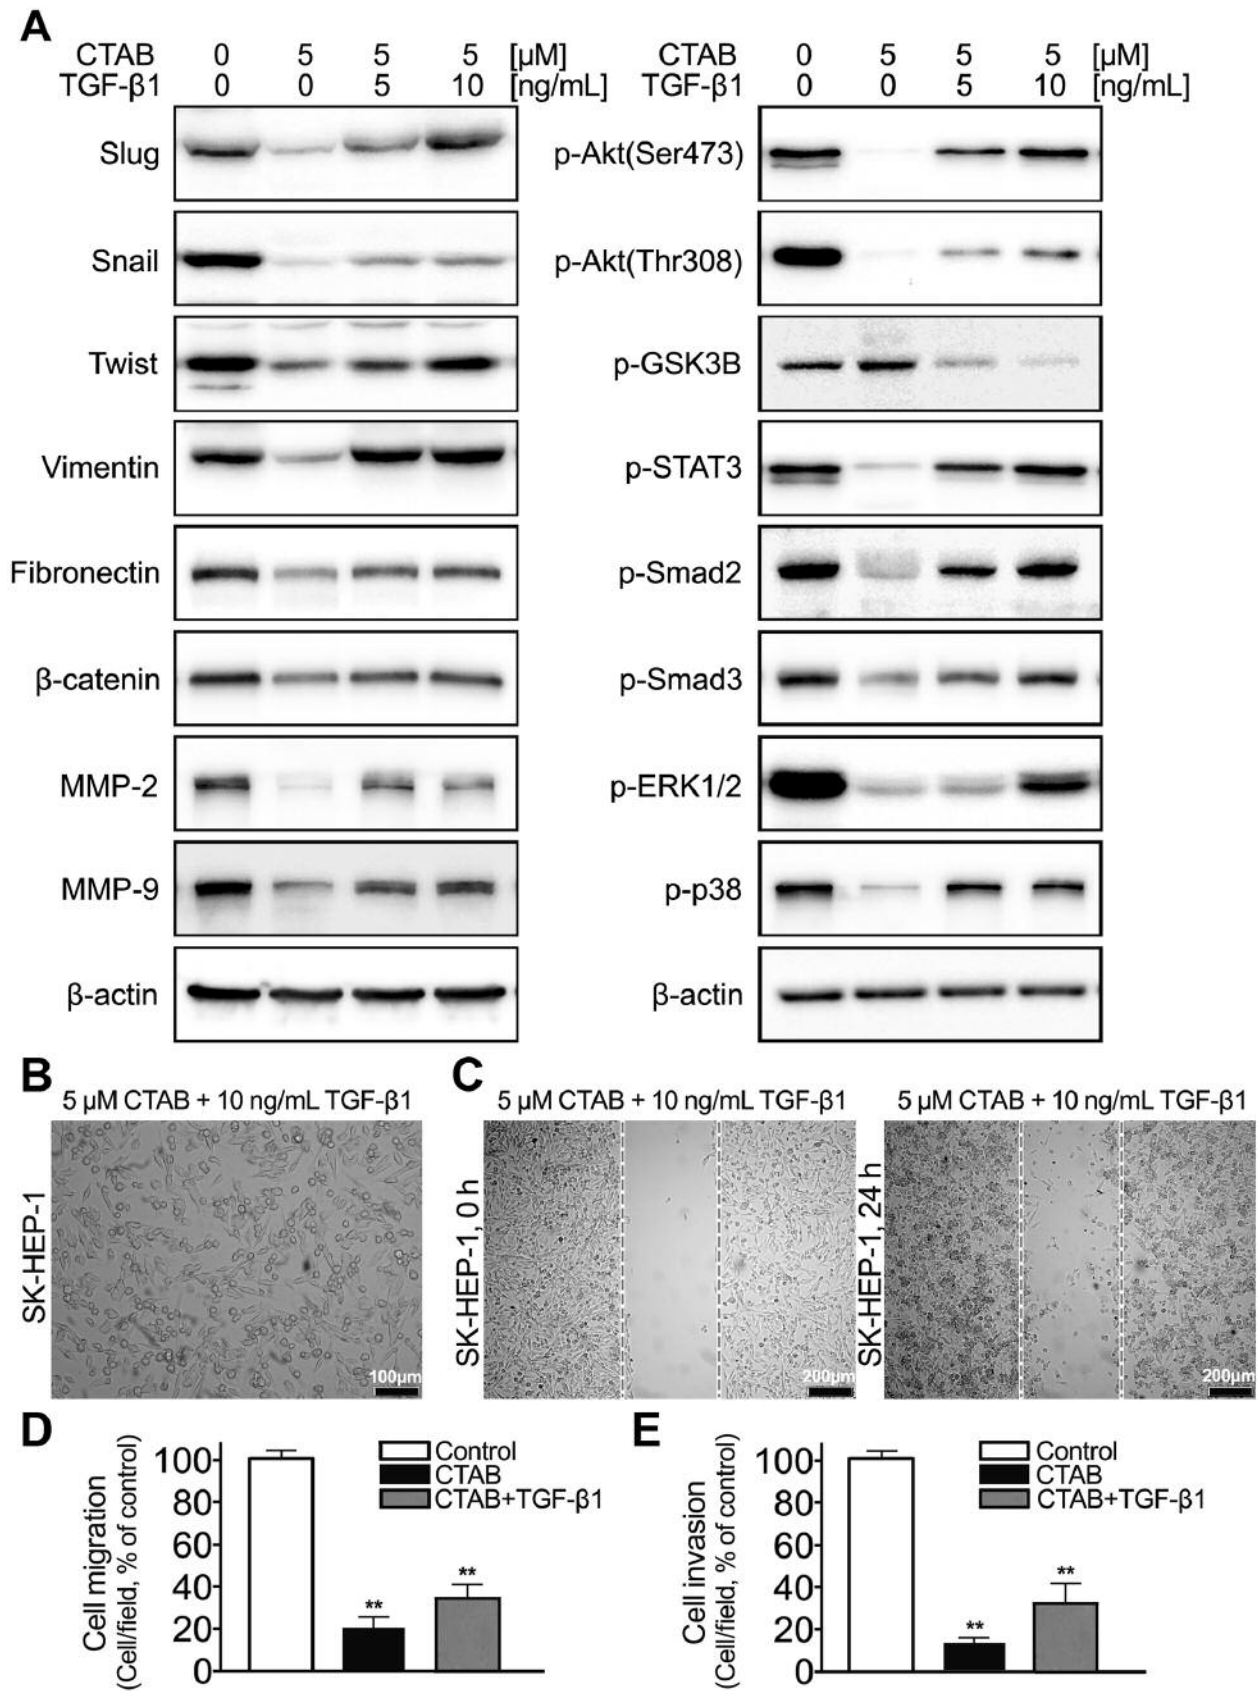 A
CTAB 0 5 5 5 [µM]
TGF-β1 0 0 5 10 [ng/mL]
Slug
Snail
Twist
Vimentin
Fibronectin
β-catenin
MMP-2
MMP-9
β-actin
CTAB 0 5 5 5 [µM]
TGF-β1 0 0 5 10 [ng/mL]
p-Akt(Ser473)
p-Akt(Thr308)
p-GSK3B
p-STAT3
p-Smad2
p-Smad3
p-ERK1/2
p-p38
β-actin
B
5 µM CTAB + 10 ng/mL TGF-β1
SK-HEP-1
100µm
C
5 µM CTAB + 10 ng/mL TGF-β1
SK-HEP-1, 0 h
200µm
5 µM CTAB + 10 ng/mL TGF-β1
SK-HEP-1, 24 h
200µm
D
Cell migration
(Cell/field, % of control)
100
80
60
40
20
0
Control
CTAB
CTAB+TGF-β1
**
**
E
Cell invasion
(Cell/field, % of control)
100
80
60
40
20
0
Control
CTAB
CTAB+TGF-β1
**
**